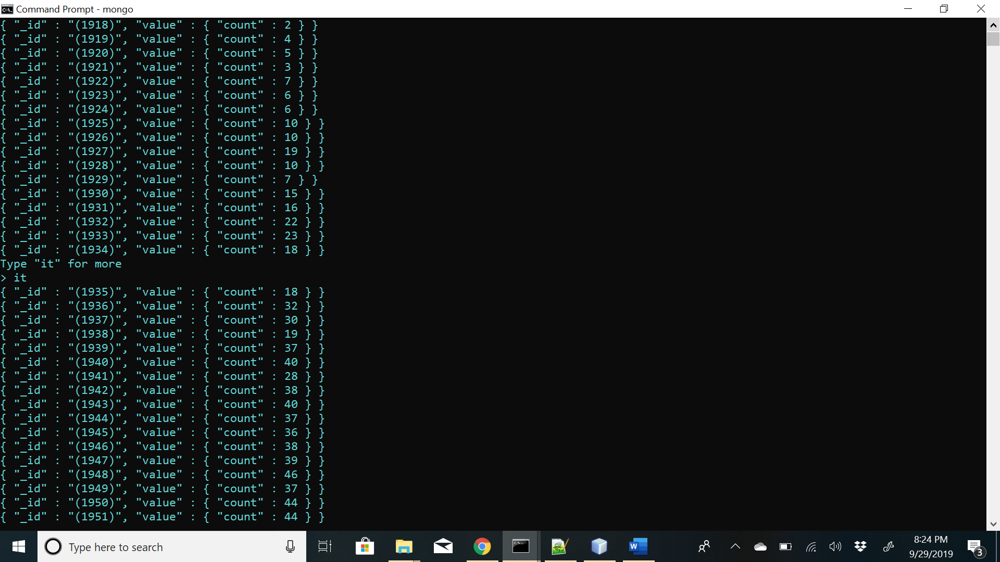 Command Prompt - mongo
{ "_id" : "(1918)", "value" : { "count" : 2 } }
{ "_id" : "(1919)", "value" : { "count" : 4 } }
{ "_id" : "(1920)", "value" : { "count" : 5 } }
{ "_id" : "(1921)", "value" : { "count" : 3 } }
{ "_id" : "(1922)", "value" : { "count" : 7 } }
{ "_id" : "(1923)", "value" : { "count" : 6 } }
{ "_id" : "(1924)", "value" : { "count" : 6 } }
{ "_id" : "(1925)", "value" : { "count" : 10 } }
{ "_id" : "(1926)", "value" : { "count" : 10 } }
{ "_id" : "(1927)", "value" : { "count" : 19 } }
{ "_id" : "(1928)", "value" : { "count" : 10 } }
{ "_id" : "(1929)", "value" : { "count" : 7 } }
{ "_id" : "(1930)", "value" : { "count" : 15 } }
{ "_id" : "(1931)", "value" : { "count" : 16 } }
{ "_id" : "(1932)", "value" : { "count" : 22 } }
{ "_id" : "(1933)", "value" : { "count" : 23 } }
{ "_id" : "(1934)", "value" : { "count" : 18 } }
Type "it" for more
> it
{ "_id" : "(1935)", "value" : { "count" : 18 } }
{ "_id" : "(1936)", "value" : { "count" : 32 } }
{ "_id" : "(1937)", "value" : { "count" : 30 } }
{ "_id" : "(1938)", "value" : { "count" : 19 } }
{ "_id" : "(1939)", "value" : { "count" : 37 } }
{ "_id" : "(1940)", "value" : { "count" : 40 } }
{ "_id" : "(1941)", "value" : { "count" : 28 } }
{ "_id" : "(1942)", "value" : { "count" : 38 } }
{ "_id" : "(1943)", "value" : { "count" : 40 } }
{ "_id" : "(1944)", "value" : { "count" : 37 } }
{ "_id" : "(1945)", "value" : { "count" : 36 } }
{ "_id" : "(1946)", "value" : { "count" : 38 } }
{ "_id" : "(1947)", "value" : { "count" : 39 } }
{ "_id" : "(1948)", "value" : { "count" : 46 } }
{ "_id" : "(1949)", "value" : { "count" : 37 } }
{ "_id" : "(1950)", "value" : { "count" : 44 } }
{ "_id" : "(1951)", "value" : { "count" : 44 } }
Type here to search
8:24 PM
9/29/2019
3